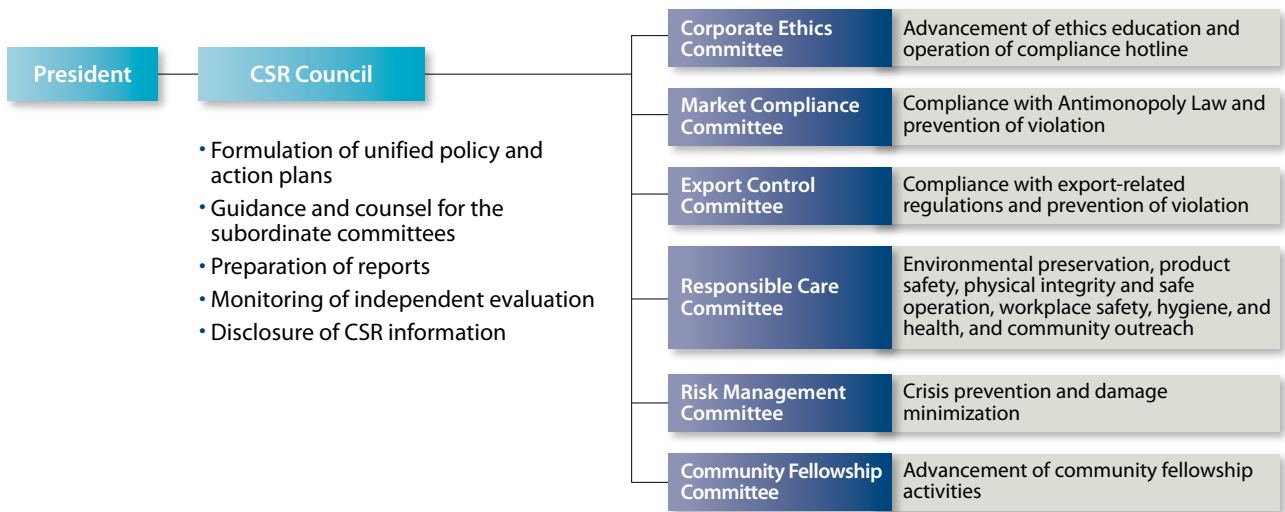 President
CSR Council
• Formulation of unified policy and
action plans
• Guidance and counsel for the
subordinate committees
• Preparation of reports
• Monitoring of independent evaluation
• Disclosure of CSR information
Corporate Ethics
Committee
Advancement of ethics education and
operation of compliance hotline
Market Compliance
Committee
Compliance with Antimonopoly Law and
prevention of violation
Export Control
Committee
Compliance with export-related
regulations and prevention of violation
Responsible Care
Committee
Environmental preservation, product
safety, physical integrity and safe
operation, workplace safety, hygiene, and
health, and community outreach
Risk Management
Committee
Crisis prevention and damage
minimization
Community Fellowship
Committee
Advancement of community fellowship
activities